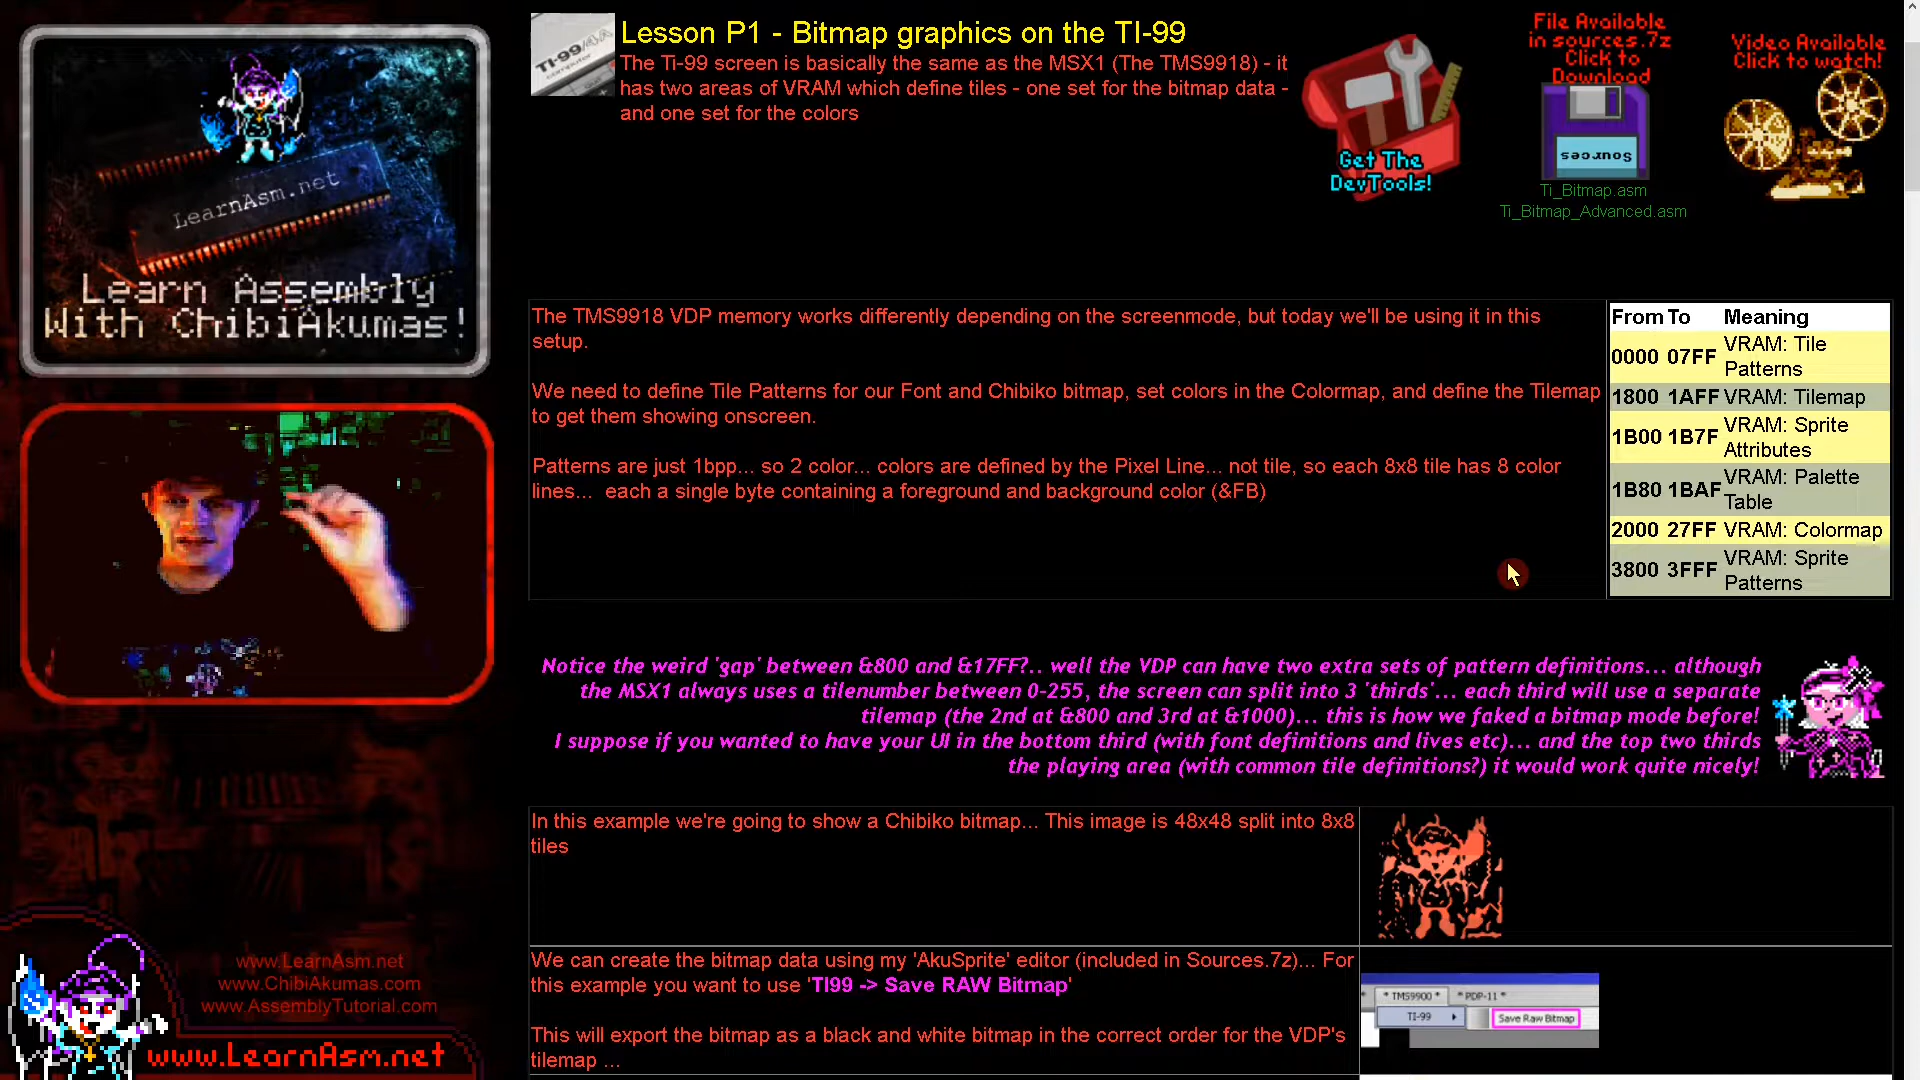 Lesson P1 - Bitmap graphics on the TI-99
The Ti-99 screen is basically the same as the MSX1 (The TMS9918) - it
has two areas of VRAM which define tiles - one set for the bitmap data -
and one set for the colors
TI-99/4A
computer
Get The
DevTools!
File Available
in sources.7z
Click to
Download
Sources
Ti_Bitmap.asm
Ti_Bitmap_Advanced.asm
Video Available
Click to watch!
LearnAsm.net
Learn Assembly
With ChibiAkumas!
The TMS9918 VDP memory works differently depending on the screenmode, but today we'll be using it in this
setup.
We need to define Tile Patterns for our Font and Chibiko bitmap, set colors in the Colormap, and define the Tilemap
to get them showing onscreen.
Patterns are just 1bpp... so 2 color... colors are defined by the Pixel Line... not tile, so each 8x8 tile has 8 color
lines...  each a single byte containing a foreground and background color (&FB)
From To Meaning
0000 07FF VRAM: Tile
Patterns
1800 1AFF VRAM: Tilemap
1B00 1B7F VRAM: Sprite
Attributes
1B80 1BAF VRAM: Palette
Table
2000 27FF VRAM: Colormap
3800 3FFF VRAM: Sprite
Patterns
Notice the weird 'gap' between &800 and &17FF?.. well the VDP can have two extra sets of pattern definitions... although
the MSX1 always uses a tilenumber between 0-255, the screen can split into 3 'thirds'... each third will use a separate
tilemap (the 2nd at &800 and 3rd at &1000)... this is how we faked a bitmap mode before!
I suppose if you wanted to have your UI in the bottom third (with font definitions and lives etc)... and the top two thirds
the playing area (with common tile definitions?) it would work quite nicely!
In this example we're going to show a Chibiko bitmap... This image is 48x48 split into 8x8
tiles
We can create the bitmap data using my 'AkuSprite' editor (included in Sources.7z)... For
this example you want to use 'TI99 -> Save RAW Bitmap'
This will export the bitmap as a black and white bitmap in the correct order for the VDP's
tilemap ...
* TMS9900 * * PDP-11 *
TI-99 Save Raw Bitmap
www.LearnAsm.net
www.ChibiAkumas.com
www.AssemblyTutorial.com
www.LearnAsm.net